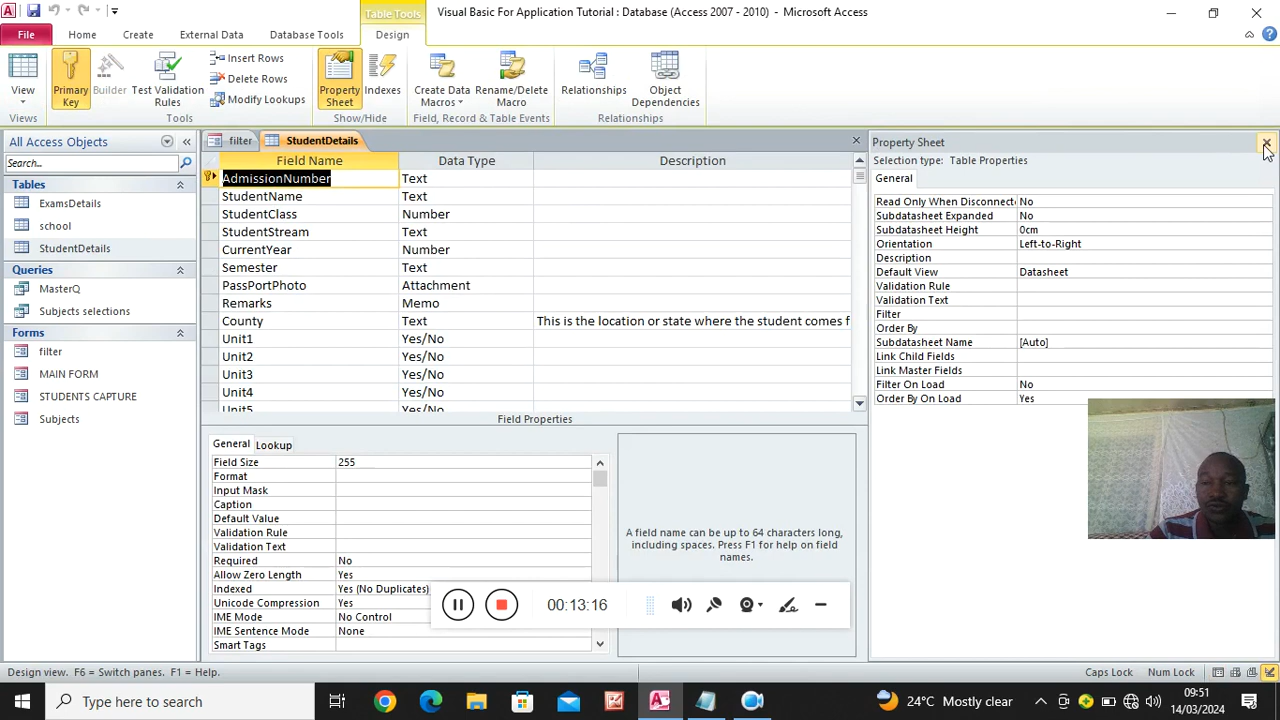 Visual Basic For Application Tutorial : Database (Access 2007 - 2010) - Microsoft Access
Table Tools
File
Home
Create
External Data
Database Tools
Design
View
Primary Key
Builder
Test Validation Rules
Insert Rows
Delete Rows
Modify Lookups
Property Sheet
Indexes
Create Data Macros
Rename/Delete Macro
Relationships
Object Dependencies
Views
Tools
Show/Hide
Field, Record & Table Events
Relationships
All Access Objects
Search...
Tables
ExamsDetails
school
StudentDetails
Queries
MasterQ
Subjects selections
Forms
filter
MAIN FORM
STUDENTS CAPTURE
Subjects
filter
StudentDetails
Field Name Data Type Description
AdmissionNumber Text
StudentName Text
StudentClass Number
StudentStream Text
CurrentYear Number
Semester Text
PassPortPhoto Attachment
Remarks Memo
County Text This is the location or state where the student comes f
Unit1 Yes/No
Unit2 Yes/No
Unit3 Yes/No
Unit4 Yes/No
Unit5 Yes/No
Field Properties
General Lookup
Field Size 255
Format
Input Mask
Caption
Default Value
Validation Rule
Validation Text
Required No
Allow Zero Length Yes
Indexed Yes (No Duplicates)
Unicode Compression Yes
IME Mode No Control
IME Sentence Mode None
Smart Tags
A field name can be up to 64 characters long,
including spaces. Press F1 for help on field
names.
00:13:16
Property Sheet
Selection type: Table Properties
General
Read Only When Disconnect No
Subdatasheet Expanded No
Subdatasheet Height 0cm
Orientation Left-to-Right
Description
Default View Datasheet
Validation Rule
Validation Text
Filter
Order By
Subdatasheet Name [Auto]
Link Child Fields
Link Master Fields
Filter On Load No
Order By On Load Yes
Design view. F6 = Switch panes. F1 = Help.
Caps Lock
Num Lock
Type here to search
24°C Mostly clear
09:51
14/03/2024